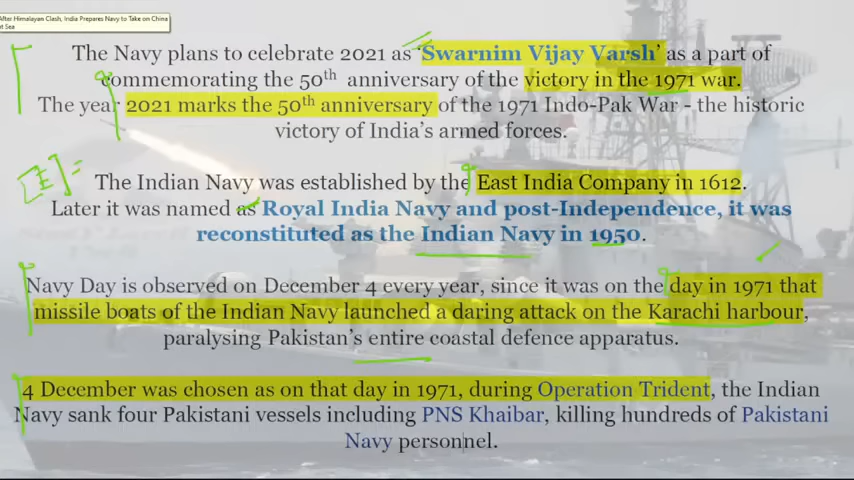 After Himalayan Clash, India Prepares Navy to Take on China
at Sea
The Navy plans to celebrate 2021 as ‘Swarnim Vijay Varsh’ as a part of
commemorating the 50th anniversary of the victory in the 1971 war.
The year 2021 marks the 50th anniversary of the 1971 Indo-Pak War - the historic
victory of India’s armed forces.
The Indian Navy was established by the East India Company in 1612.
Later it was named as Royal India Navy and post-Independence, it was
reconstituted as the Indian Navy in 1950.
Navy Day is observed on December 4 every year, since it was on the day in 1971 that
missile boats of the Indian Navy launched a daring attack on the Karachi harbour,
paralysing Pakistan’s entire coastal defence apparatus.
4 December was chosen as on that day in 1971, during Operation Trident, the Indian
Navy sank four Pakistani vessels including PNS Khaibar, killing hundreds of Pakistani
Navy personnel.